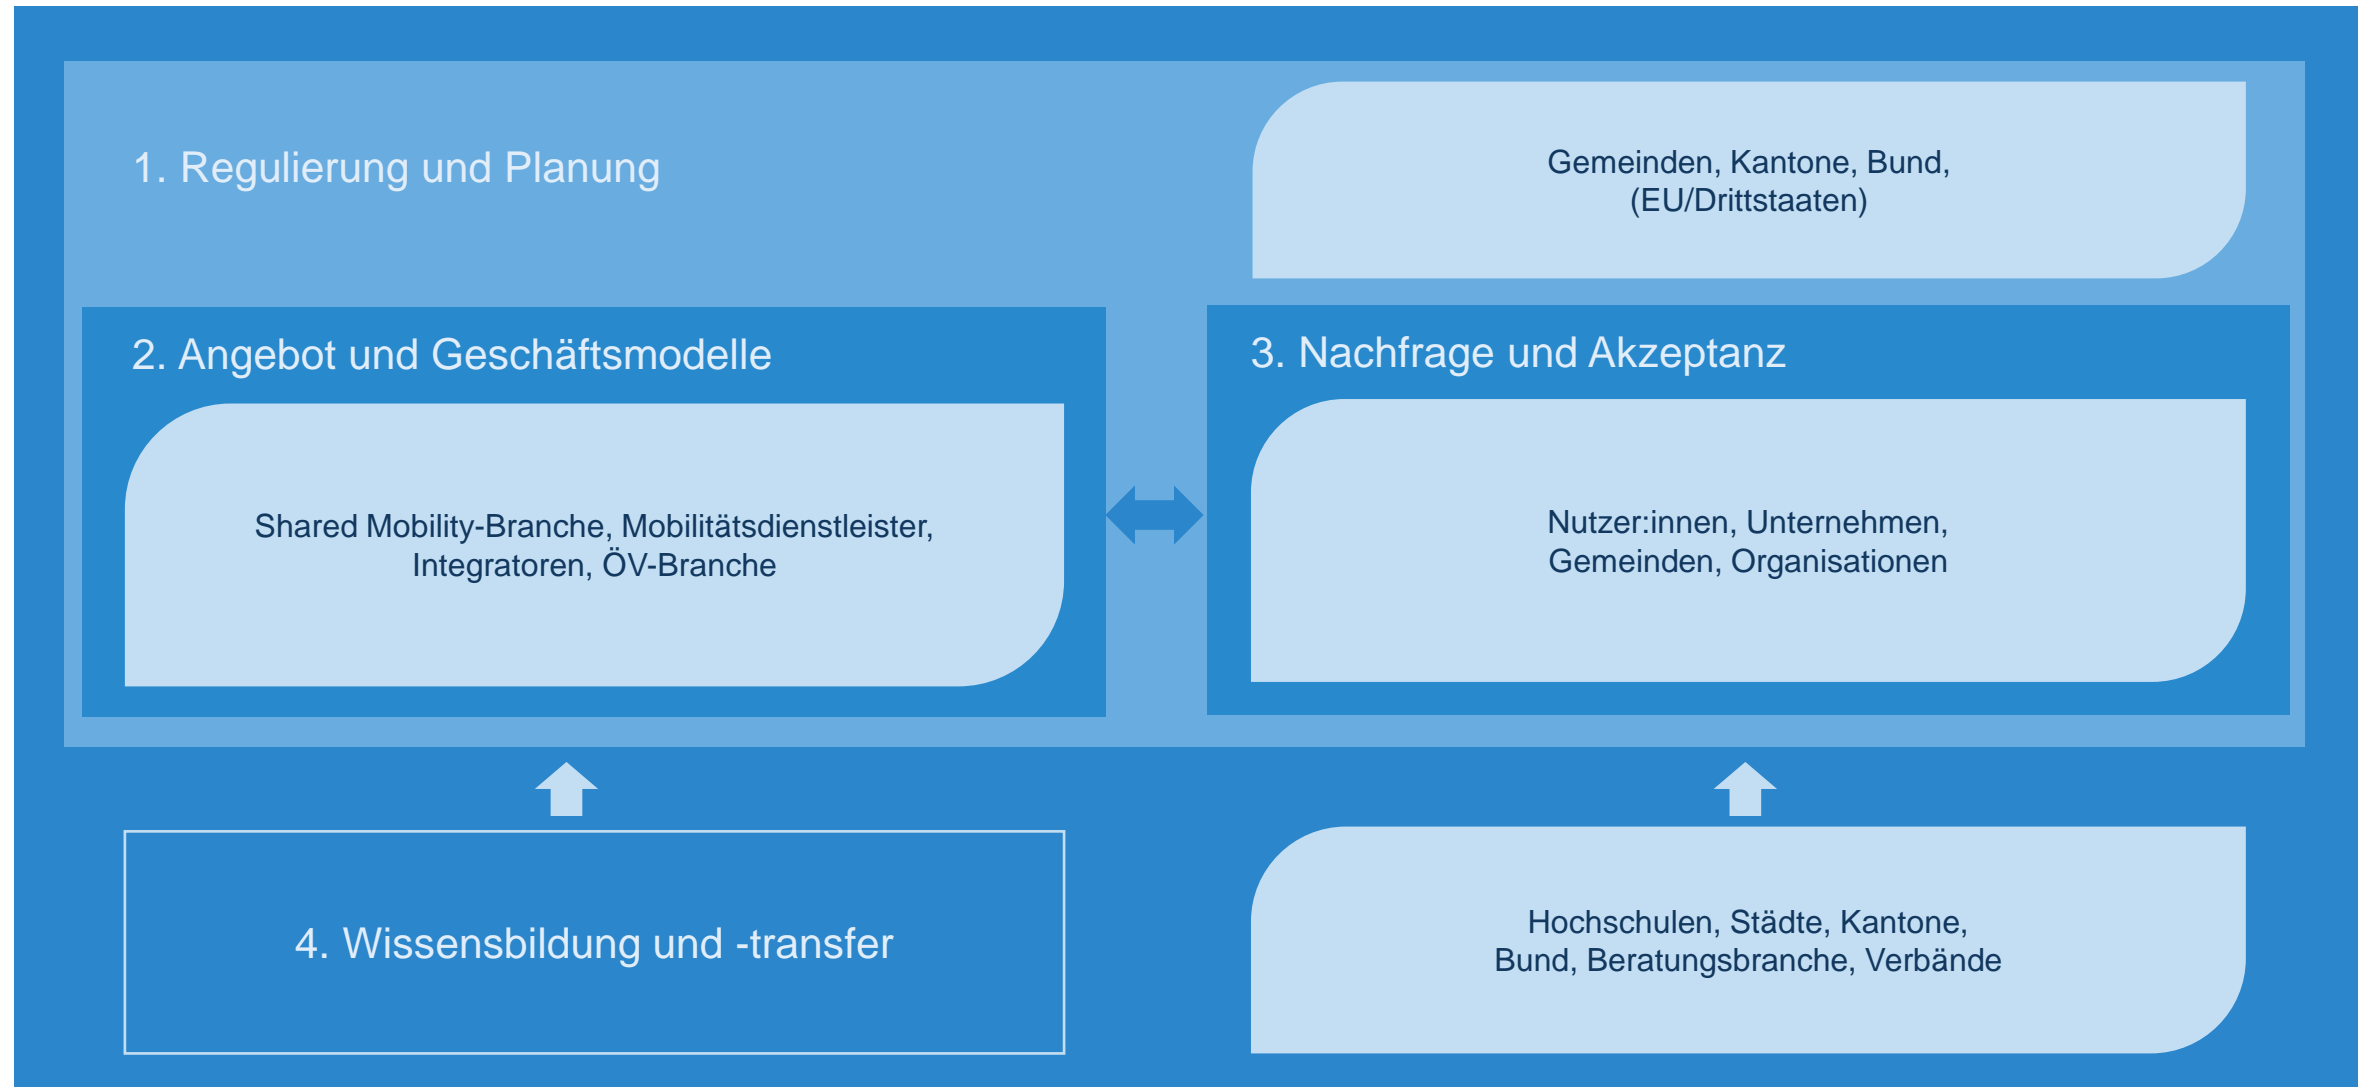 1. Regulierung und Planung
Gemeinden, Kantone, Bund,
(EU/Drittstaaten)
2. Angebot und Geschäftsmodelle
Shared Mobility-Branche, Mobilitätsdienstleister,
Integratoren, ÖV-Branche
3. Nachfrage und Akzeptanz
Nutzer:innen, Unternehmen,
Gemeinden, Organisationen
4. Wissensbildung und -transfer
Hochschulen, Städte, Kantone,
Bund, Beratungsbranche, Verbände